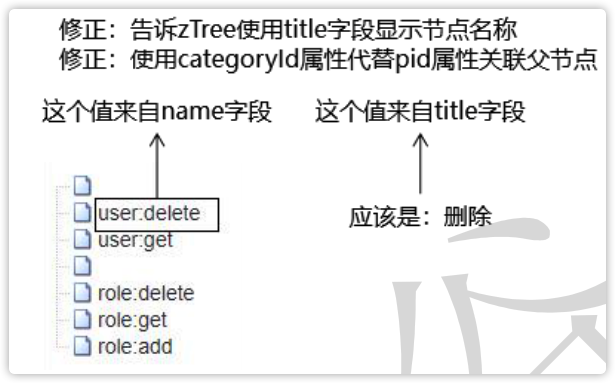 修正：告诉zTree使用title字段显示节点名称
修正：使用categoryId属性代替pid属性关联父节点
这个值来自name字段 这个值来自title字段
user:delete
应该是：删除
user:get
role:delete
role:get
role:add